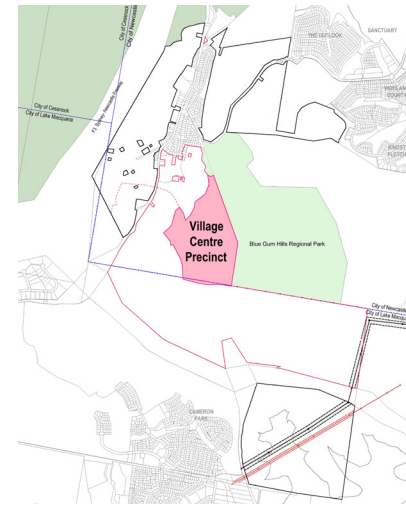 THE OUTLOOK
SANCTUARY
City of Cessnock
City of Newcastle
City of Cessnock
City of Lake Macquarie
F3 Sydney Newcastle Freeway
Village
Centre
Precinct
Blue Gum Hills Regional Park
City of Newcastle
City of Lake Macquarie
CAMERON
PARK